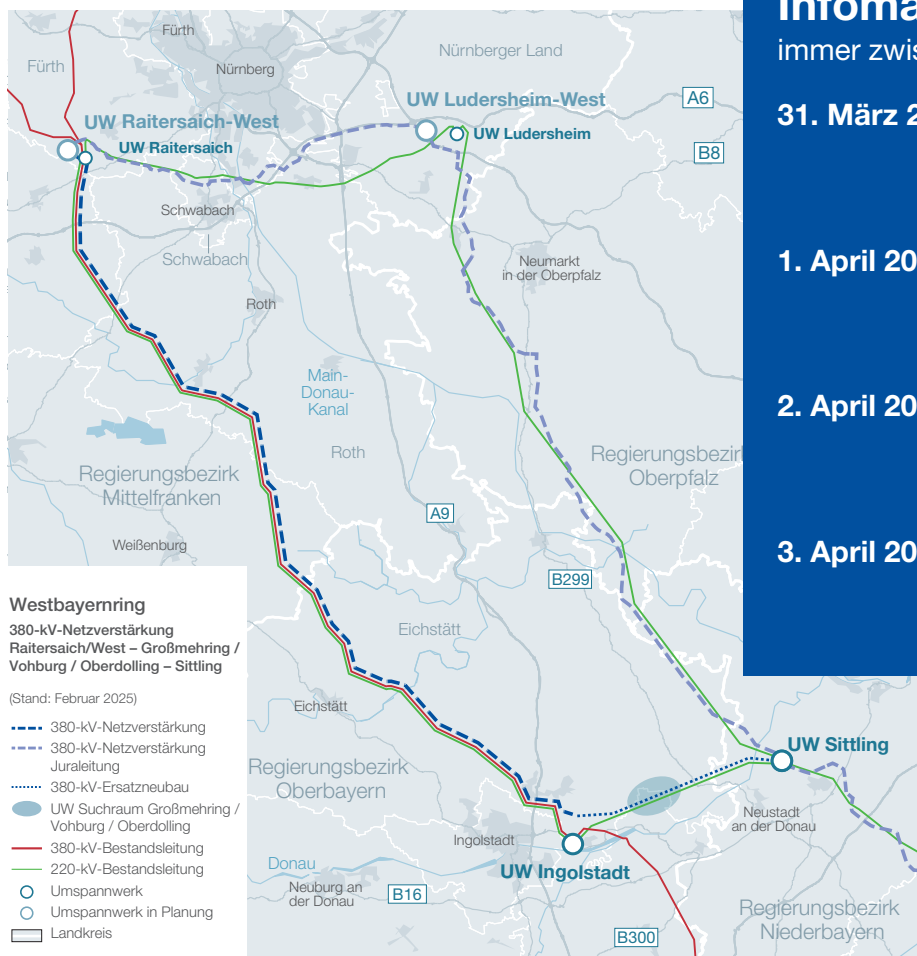 Fürth
Fürth
Nürnberg
Nürnberger Land
UW Ludersheim-West
A6
UW Raitersaich-West
UW Raitersaich
UW Ludersheim
B8
Schwabach
Schwabach
Neumarkt
in der Oberpfalz
Roth
Main-
Donau-
Kanal
Roth
Regierungsbezirk
Mittelfranken
Regierungsbezirk
Oberpfalz
A9
Weißenburg
B299
Eichstätt
Eichstätt
Regierungsbezirk
Oberbayern
UW Sittling
Neustadt
an der Donau
Ingolstadt
UW Ingolstadt
Donau
Neuburg an
der Donau
B16
Regierungsbezirk
Niederbayern
B300
Westbayernring
380-kV-Netzverstärkung
Raitersaich/West – Großmehring /
Vohburg / Oberdolling – Sittling
(Stand: Februar 2025)
380-kV-Netzverstärkung
380-kV-Netzverstärkung
Juraleitung
380-kV-Ersatzneubau
UW Suchraum Großmehring /
Vohburg / Oberdolling
380-kV-Bestandsleitung
220-kV-Bestandsleitung
Umspannwerk
Umspannwerk in Planung
Landkreis
Infoma
immer zwis
31. März 2
1. April 20
2. April 20
3. April 20